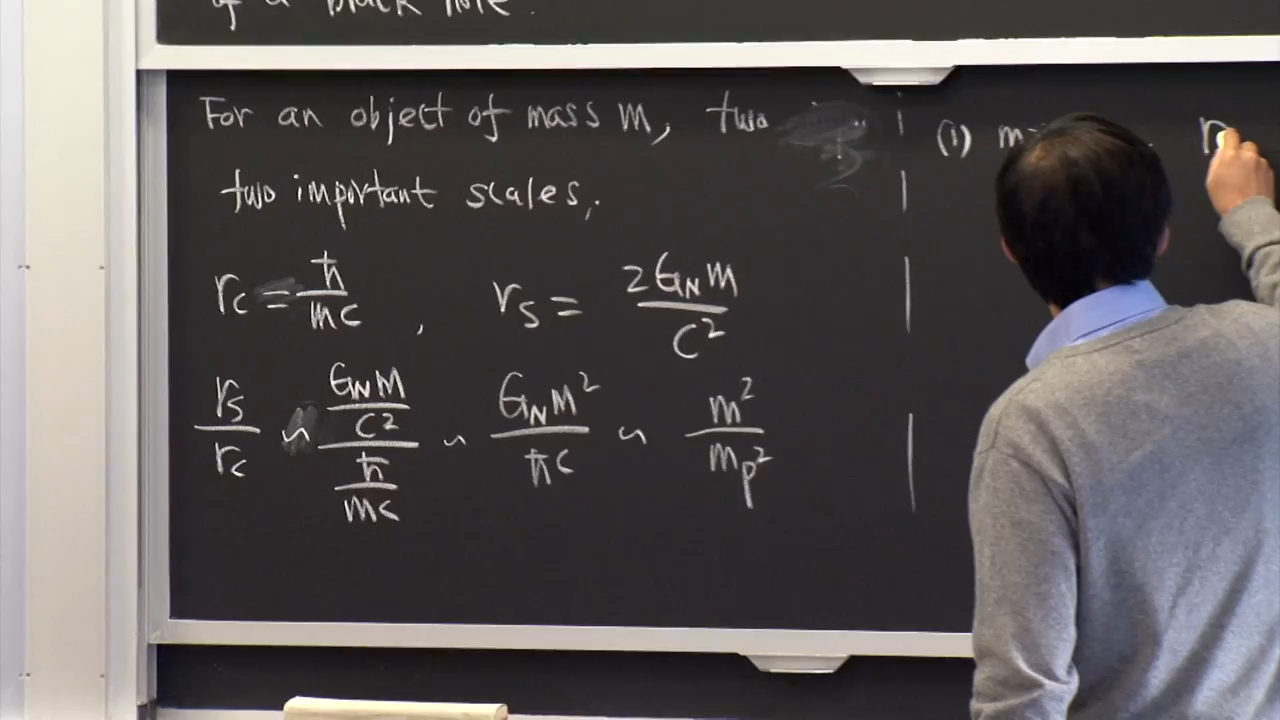 of a black hole.
For an object of mass m, two
two important scales,
r_c = ħ/mc , r_s = 2G_N m/c²
r_s/r_c ~ (G_N m/c²)/(ħ/mc) ~ G_N m²/ħc ~ m²/m_p²
(1) m r